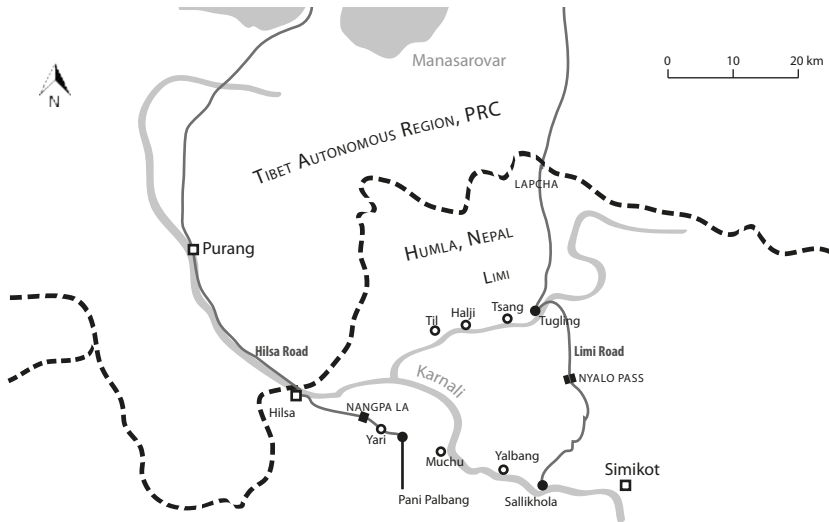 Manasarovar
0 10 20 km
N
TIBET AUTONOMOUS REGION, PRC
LAPCHA
Purang
HUMLA, NEPAL
LIMI
Tsang
Halji
Til
Tugling
Hilsa Road
Limi Road
Karnali
NYALO PASS
Hilsa
NANGPA LA
Yari
Muchu
Yalbang
Simikot
Pani Palbang
Sallikhola